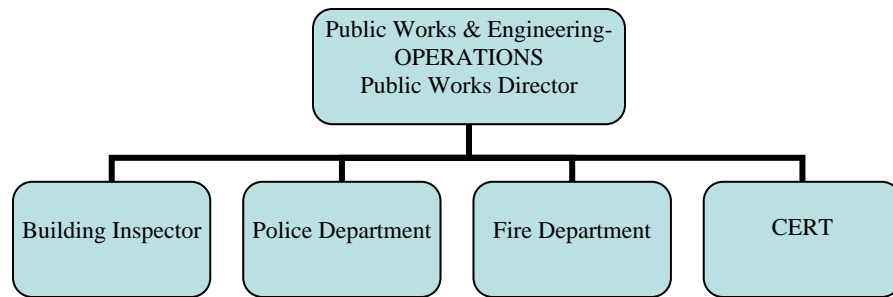 Public Works & Engineering-
OPERATIONS
Public Works Director
Building Inspector
Police Department
Fire Department
CERT